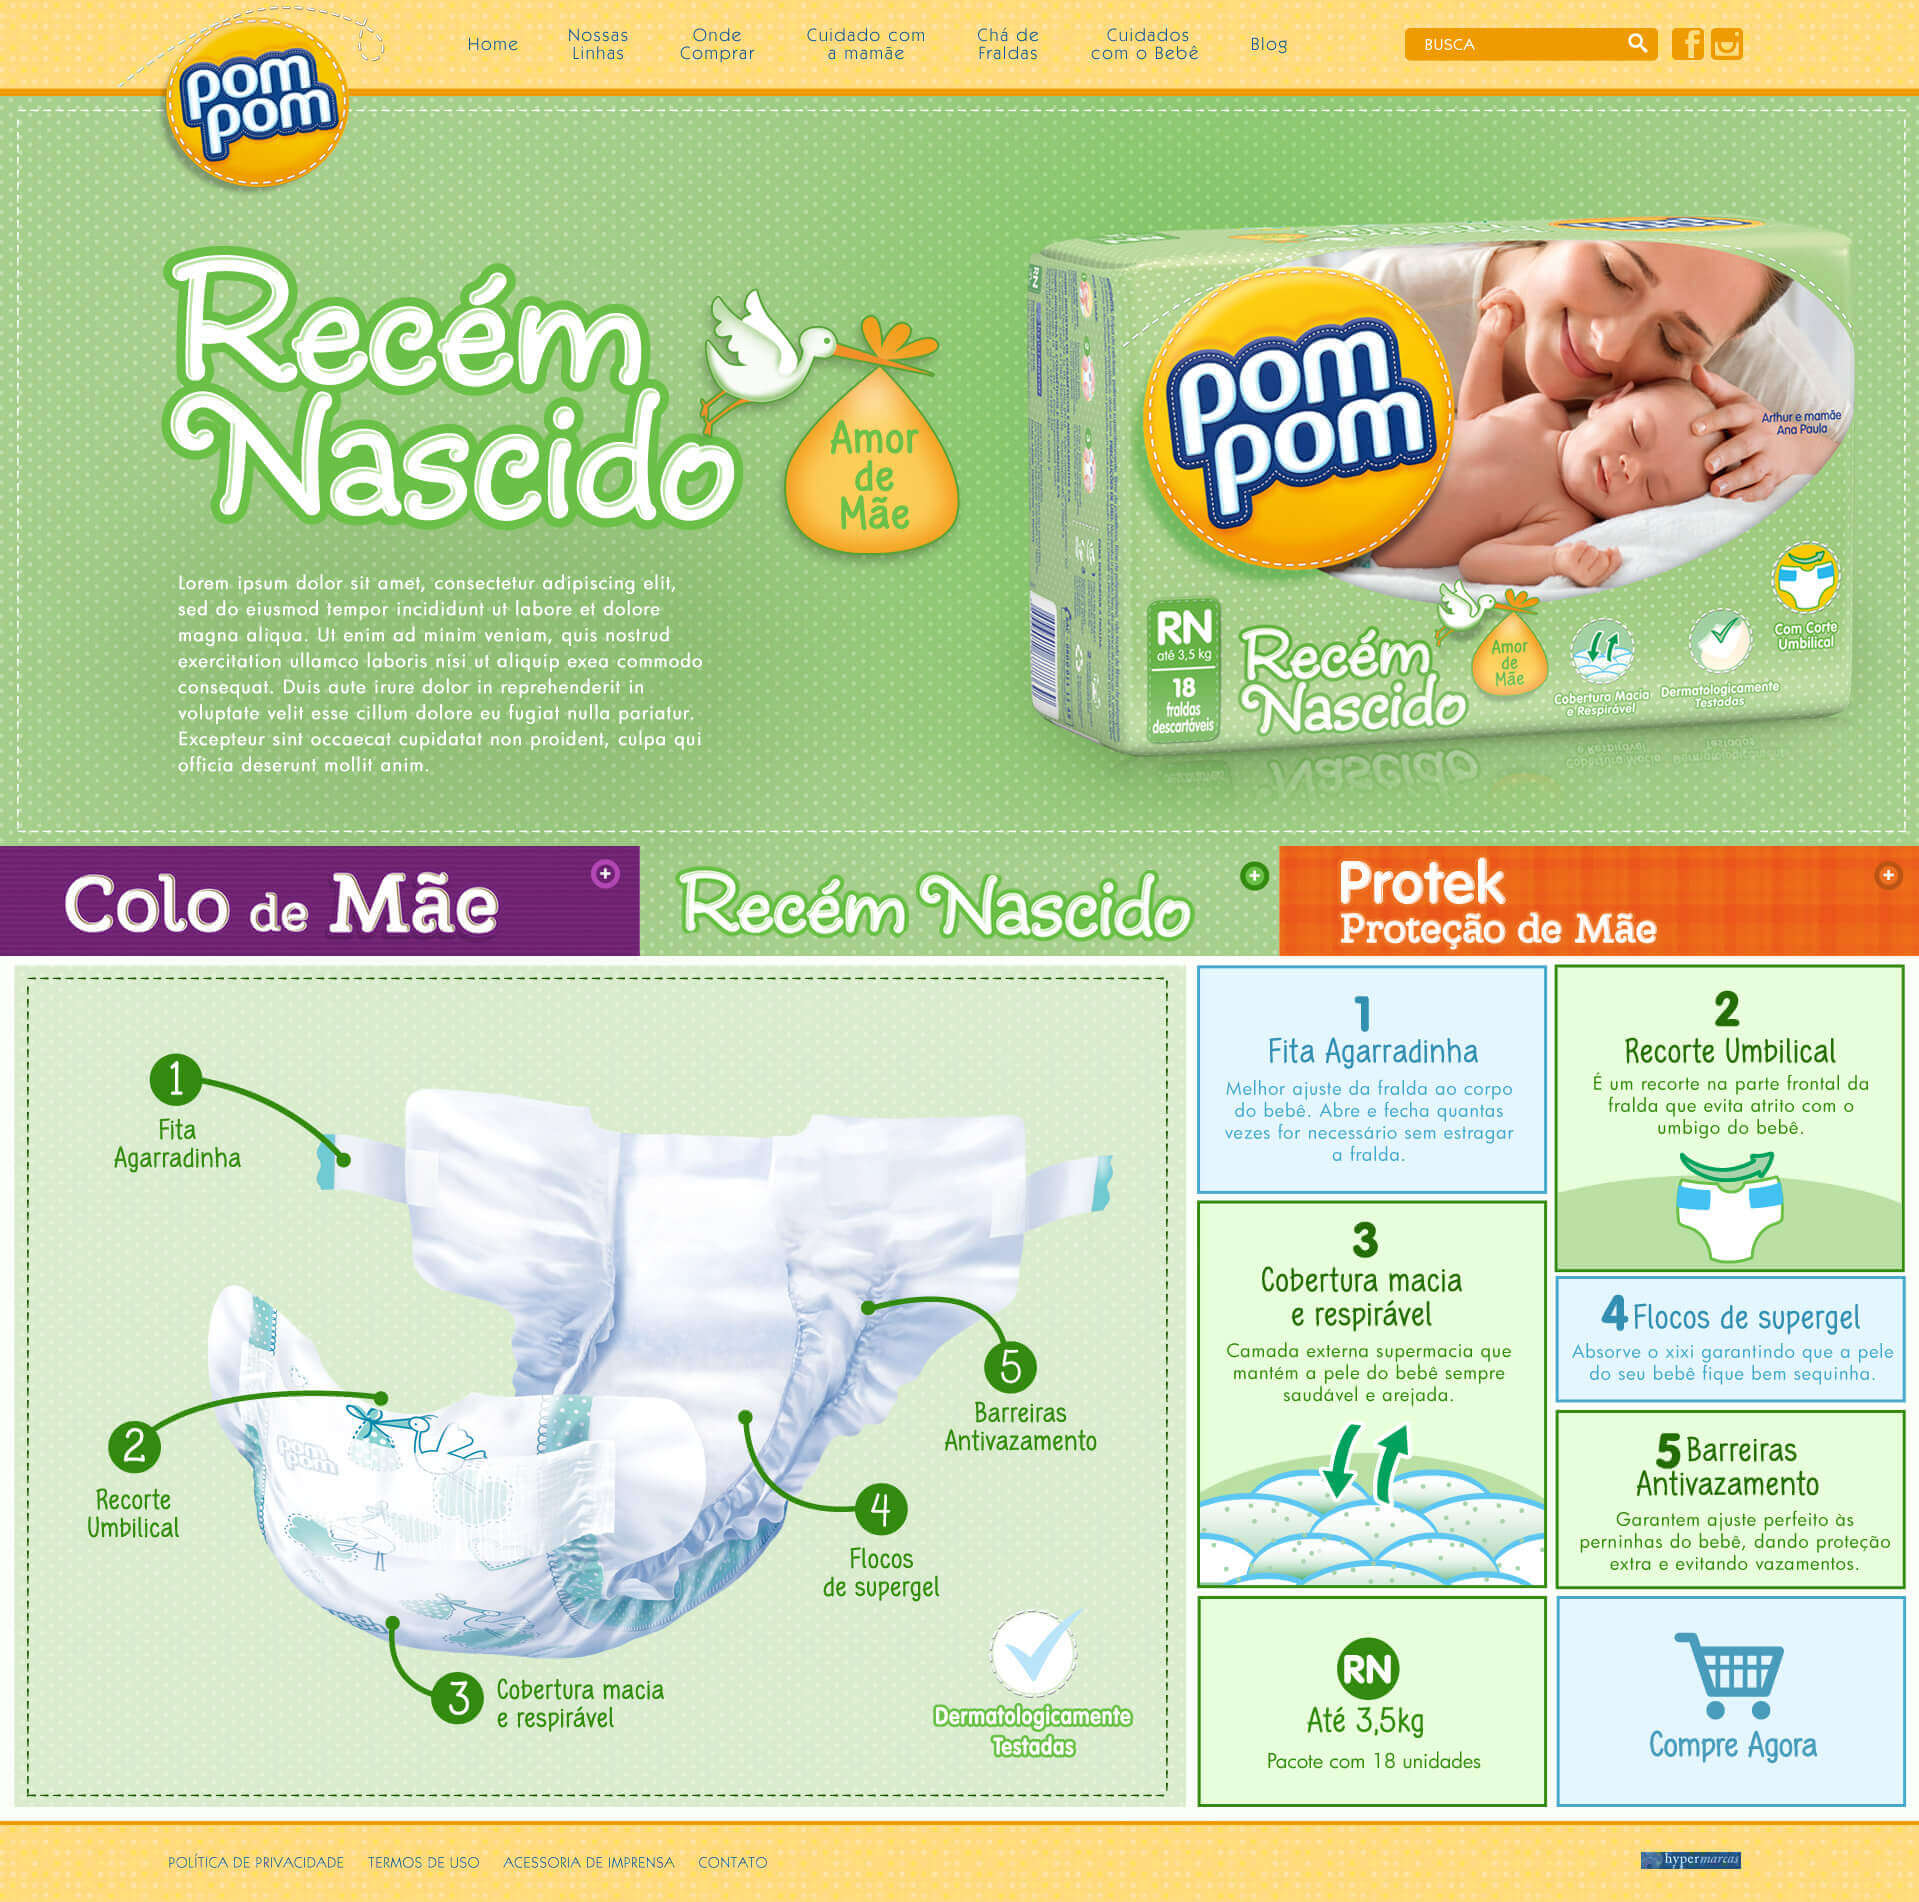 pom
pom
Home
Nossas
Linhas
Onde
Comprar
Cuidado com
a mamãe
Chá de
Fraldas
Cuidados
com o Bebê
Blog
BUSCA
Recém
Nascido
Amor
de
Mãe
Lorem ipsum dolor sit amet, consectetur adipiscing elit,
sed do eiusmod tempor incididunt ut labore et dolore
magna aliqua. Ut enim ad minim veniam, quis nostrud
exercitation ullamco laboris nisi ut aliquip exea commodo
consequat. Duis aute irure dolor in reprehenderit in
voluptate velit esse cillum dolore eu fugiat nulla pariatur.
Excepteur sint occaecat cupidatat non proident, culpa qui
officia deserunt mollit anim.
pom
pom
Arthur e mamãe
Ana Paula
RN
até 3,5 kg
18
fraldas
descartáveis
Recém
Nascido
Amor
de
Mãe
Cobertura Macia
e Respirável
Dermatologicamente
Testadas
Com Corte
Umbilical
Colo de Mãe
Recém Nascido
Protek
Proteção de Mãe
1
Fita
Agarradinha
2
Recorte
Umbilical
pom
pom
3
Cobertura macia
e respirável
4
Flocos
de supergel
5
Barreiras
Antivazamento
Dermatologicamente
Testadas
1
Fita Agarradinha
Melhor ajuste da fralda ao corpo
do bebê. Abre e fecha quantas
vezes for necessário sem estragar
a fralda.
2
Recorte Umbilical
É um recorte na parte frontal da
fralda que evita atrito com o
umbigo do bebê.
3
Cobertura macia
e respirável
Camada externa supermacia que
mantém a pele do bebê sempre
saudável e arejada.
4 Flocos de supergel
Absorve o xixi garantindo que a pele
do seu bebê fique bem sequinha.
5 Barreiras
Antivazamento
Garantem ajuste perfeito às
perninhas do bebê, dando proteção
extra e evitando vazamentos.
RN
Até 3,5kg
Pacote com 18 unidades
Compre Agora
POLÍTICA DE PRIVACIDADE
TERMOS DE USO
ACESSORIA DE IMPRENSA
CONTATO
hypermarcas